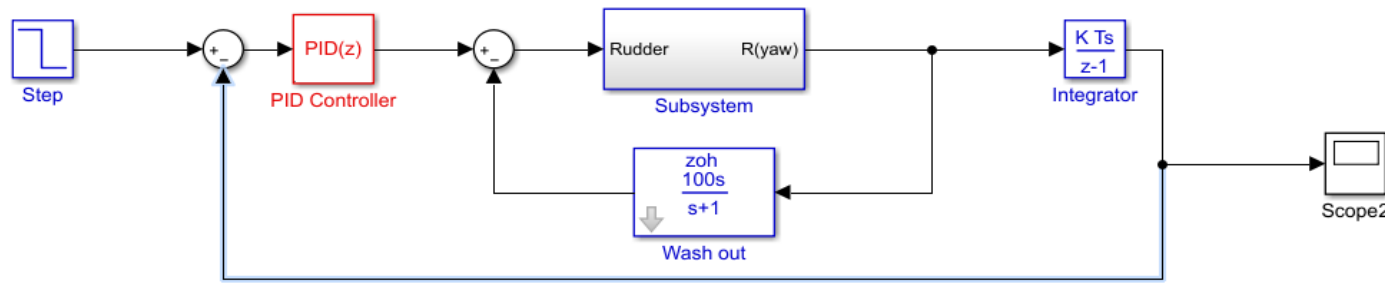 Step
+
−
PID(z)
PID Controller
+
−
Rudder
R(yaw)
Subsystem
K Ts
z-1
Integrator
zoh
100s
s+1
Wash out
Scope2